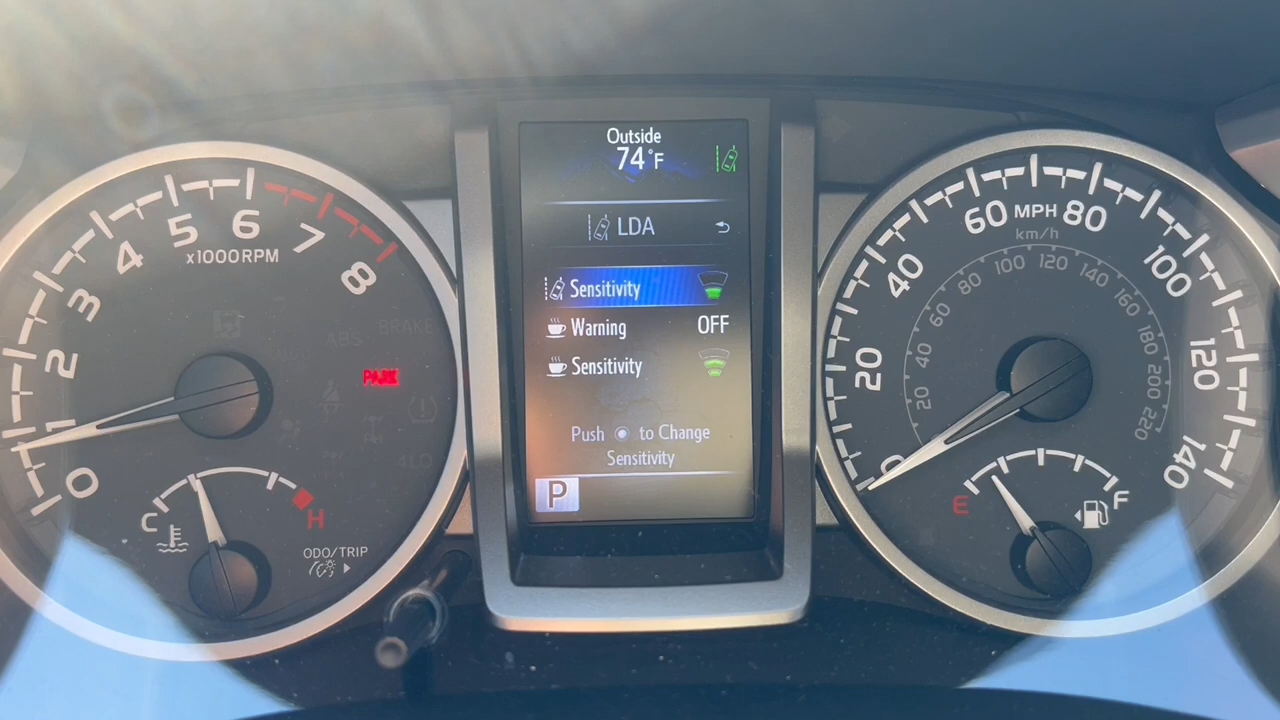 Outside
74°F
LDA
Sensitivity
Warning OFF
Sensitivity
Push to Change
Sensitivity
P
0
1
2
3
4
5
6
7
8
x1000RPM
ABS
BRAKE
PARK
C
H
ODO/TRIP
0
20
40
60
MPH
80
100
120
140
km/h
20
40
60
80
100
120
140
160
180
200
220
E
F